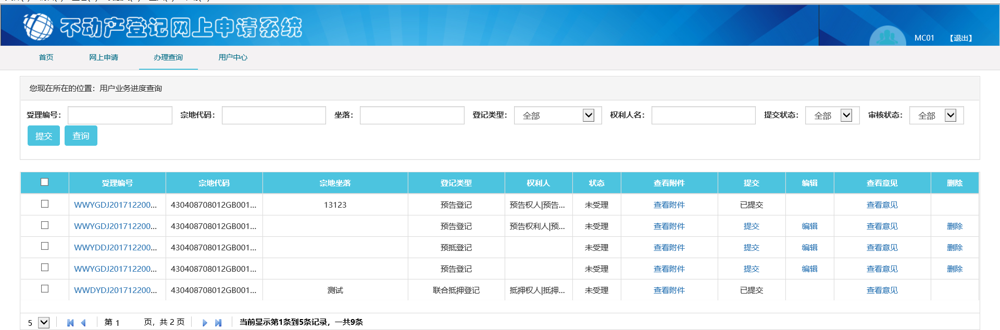 不动产登记网上申请系统
MC01 【退出】
首页 网上申请 办理查询 用户中心
您现在所在的位置：用户业务进度查询
受理编号： 宗地代码： 坐落： 登记类型： 全部 权利人名： 提交状态： 全部 审核状态： 全部
提交 查询
受理编号 宗地代码 宗地坐落 登记类型 权利人 状态 查看附件 提交 编辑 查看意见 删除
WWYGDJ201712200... 430408708012GB001... 13123 预告登记 预告权人|预告... 未受理 查看附件 已提交 查看意见
WWYGDJ201712200... 430408708012GB001... 预告登记 预告权利人|预... 未受理 查看附件 提交 编辑 查看意见 删除
WWYDDJ201712200... 430408708012GB001... 预抵登记 未受理 查看附件 提交 编辑 查看意见 删除
WWYGDJ201712200... 430408708012GB001... 预告登记 未受理 查看附件 提交 编辑 查看意见 删除
WWDYDJ201712200... 430408708012GB001... 测试 联合抵押登记 抵押权人|抵押... 未受理 查看附件 已提交 查看意见
5 第 1 页，共 2 页 当前显示第1条到5条记录，一共9条